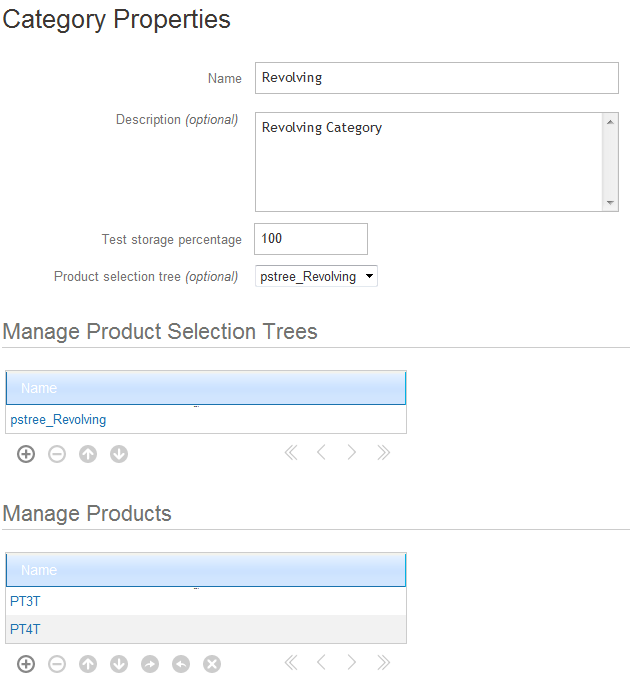 Category Properties
Name
Revolving
Description (optional)
Revolving Category
Test storage percentage
100
Product selection tree (optional)
pstree_Revolving
Manage Product Selection Trees
Name
pstree_Revolving
Manage Products
Name
PT3T
PT4T